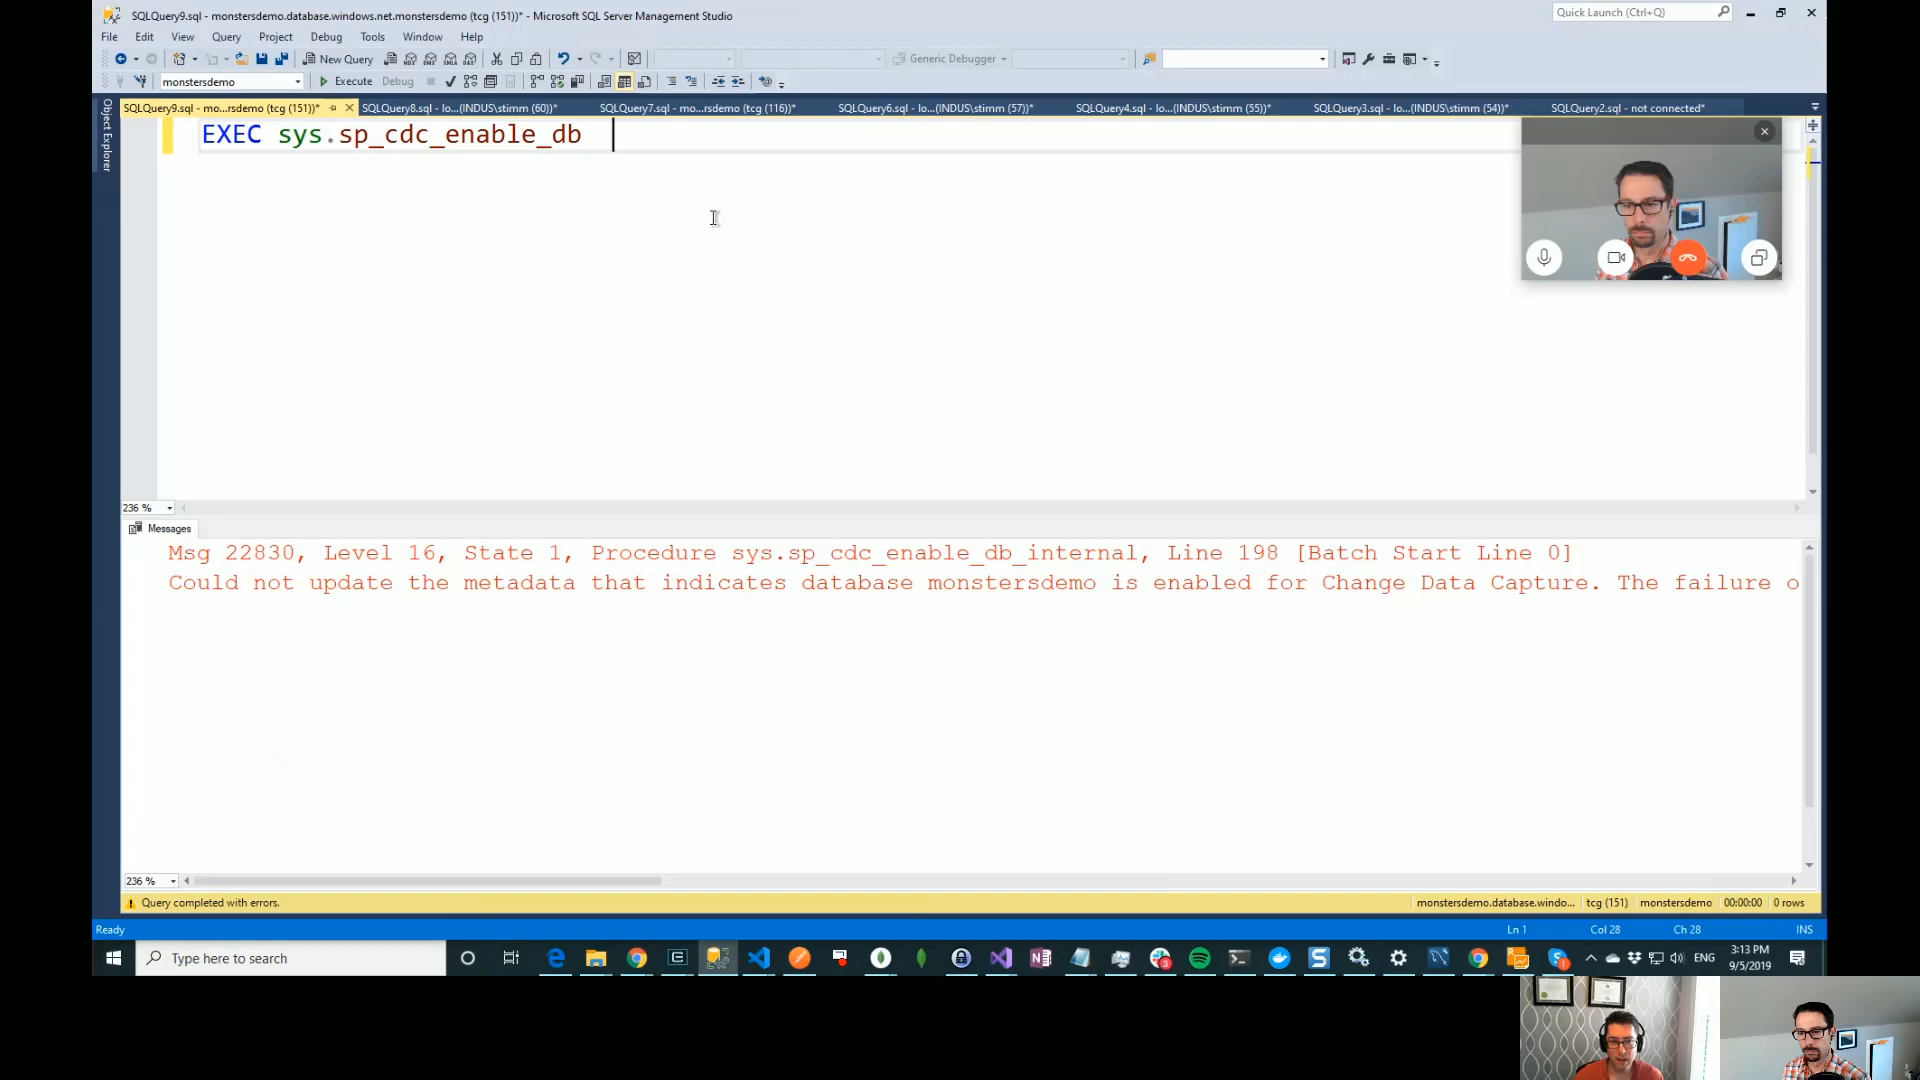 SQLQuery9.sql - monstersdemo.database.windows.net.monstersdemo (tcg (151))* - Microsoft SQL Server Management Studio
Quick Launch (Ctrl+Q)
File Edit View Query Project Debug Tools Window Help
New Query
Generic Debugger
monstersdemo
Execute Debug
SQLQuery9.sql - mo...rsdemo (tcg (151))* SQLQuery8.sql - lo...(INDUS\stimm (60))* SQLQuery7.sql - mo...rsdemo (tcg (116))* SQLQuery6.sql - lo...(INDUS\stimm (57))* SQLQuery4.sql - lo...(INDUS\stimm (55))* SQLQuery3.sql - lo...(INDUS\stimm (54))* SQLQuery2.sql - not connected*
Object Explorer
EXEC sys.sp_cdc_enable_db
236 %
Messages
Msg 22830, Level 16, State 1, Procedure sys.sp_cdc_enable_db_internal, Line 198 [Batch Start Line 0]
Could not update the metadata that indicates database monstersdemo is enabled for Change Data Capture. The failure o
236 %
Query completed with errors.
monstersdemo.database.windo... tcg (151) monstersdemo 00:00:00 0 rows
Ready
Ln 1 Col 28 Ch 28 INS
Type here to search
ENG
3:13 PM
9/5/2019